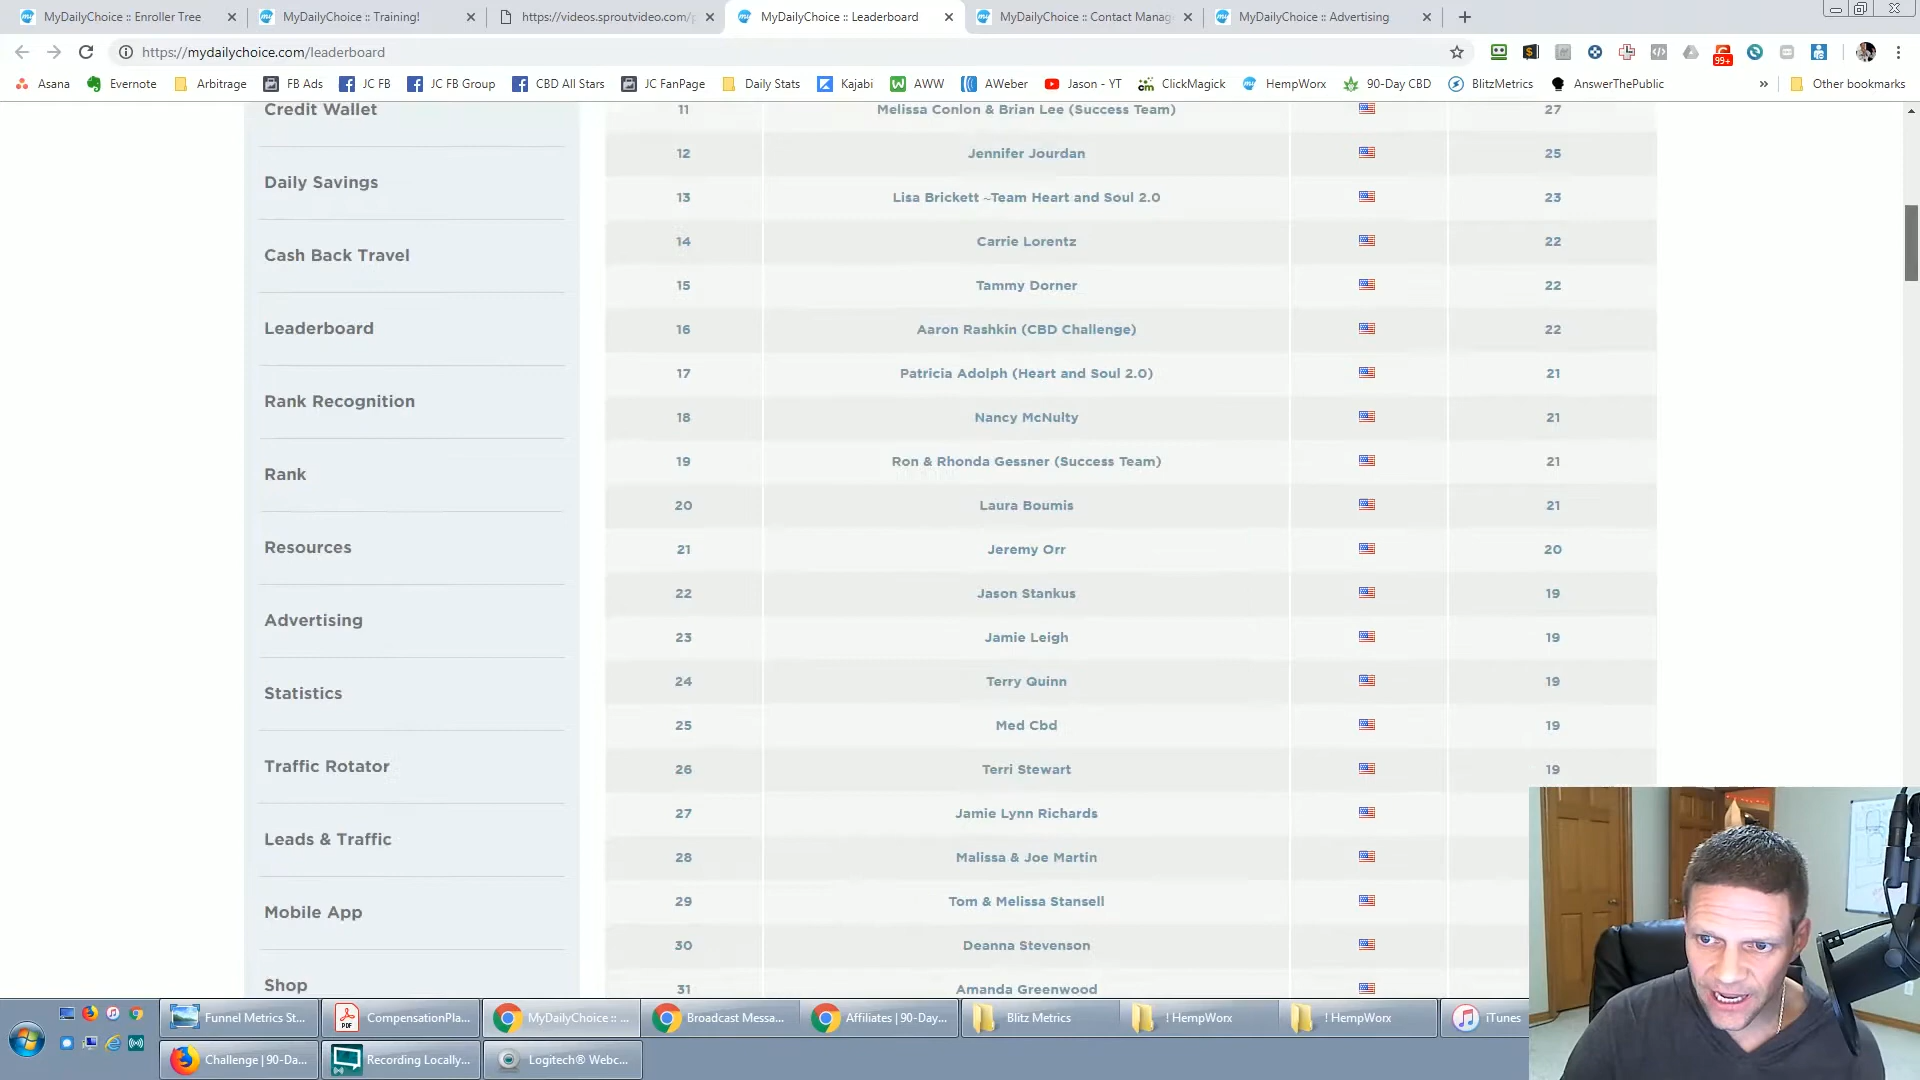 MyDailyChoice :: Enroller Tree
MyDailyChoice :: Training!
https://videos.sproutvideo.com/p
MyDailyChoice :: Leaderboard
MyDailyChoice :: Contact Manag
MyDailyChoice :: Advertising
https://mydailychoice.com/leaderboard
99+
Asana
Evernote
Arbitrage
FB Ads
JC FB
JC FB Group
CBD All Stars
JC FanPage
Daily Stats
Kajabi
AWW
AWeber
Jason - YT
ClickMagick
HempWorx
90-Day CBD
BlitzMetrics
AnswerThePublic
»
Other bookmarks
Credit Wallet
Daily Savings
Cash Back Travel
Leaderboard
Rank Recognition
Rank
Resources
Advertising
Statistics
Traffic Rotator
Leads & Traffic
Mobile App
Shop
11 Melissa Conlon & Brian Lee (Success Team) 27
12 Jennifer Jourdan 25
13 Lisa Brickett ~Team Heart and Soul 2.0 23
14 Carrie Lorentz 22
15 Tammy Dorner 22
16 Aaron Rashkin (CBD Challenge) 22
17 Patricia Adolph (Heart and Soul 2.0) 21
18 Nancy McNulty 21
19 Ron & Rhonda Gessner (Success Team) 21
20 Laura Boumis 21
21 Jeremy Orr 20
22 Jason Stankus 19
23 Jamie Leigh 19
24 Terry Quinn 19
25 Med Cbd 19
26 Terri Stewart 19
27 Jamie Lynn Richards
28 Malissa & Joe Martin
29 Tom & Melissa Stansell
30 Deanna Stevenson
31 Amanda Greenwood
Funnel Metrics St...
CompensationPla...
MyDailyChoice :: ...
Broadcast Messa...
Affiliates | 90-Day...
Blitz Metrics
! HempWorx
! HempWorx
iTunes
Challenge | 90-Da...
Recording Locally...
Logitech® Webc...